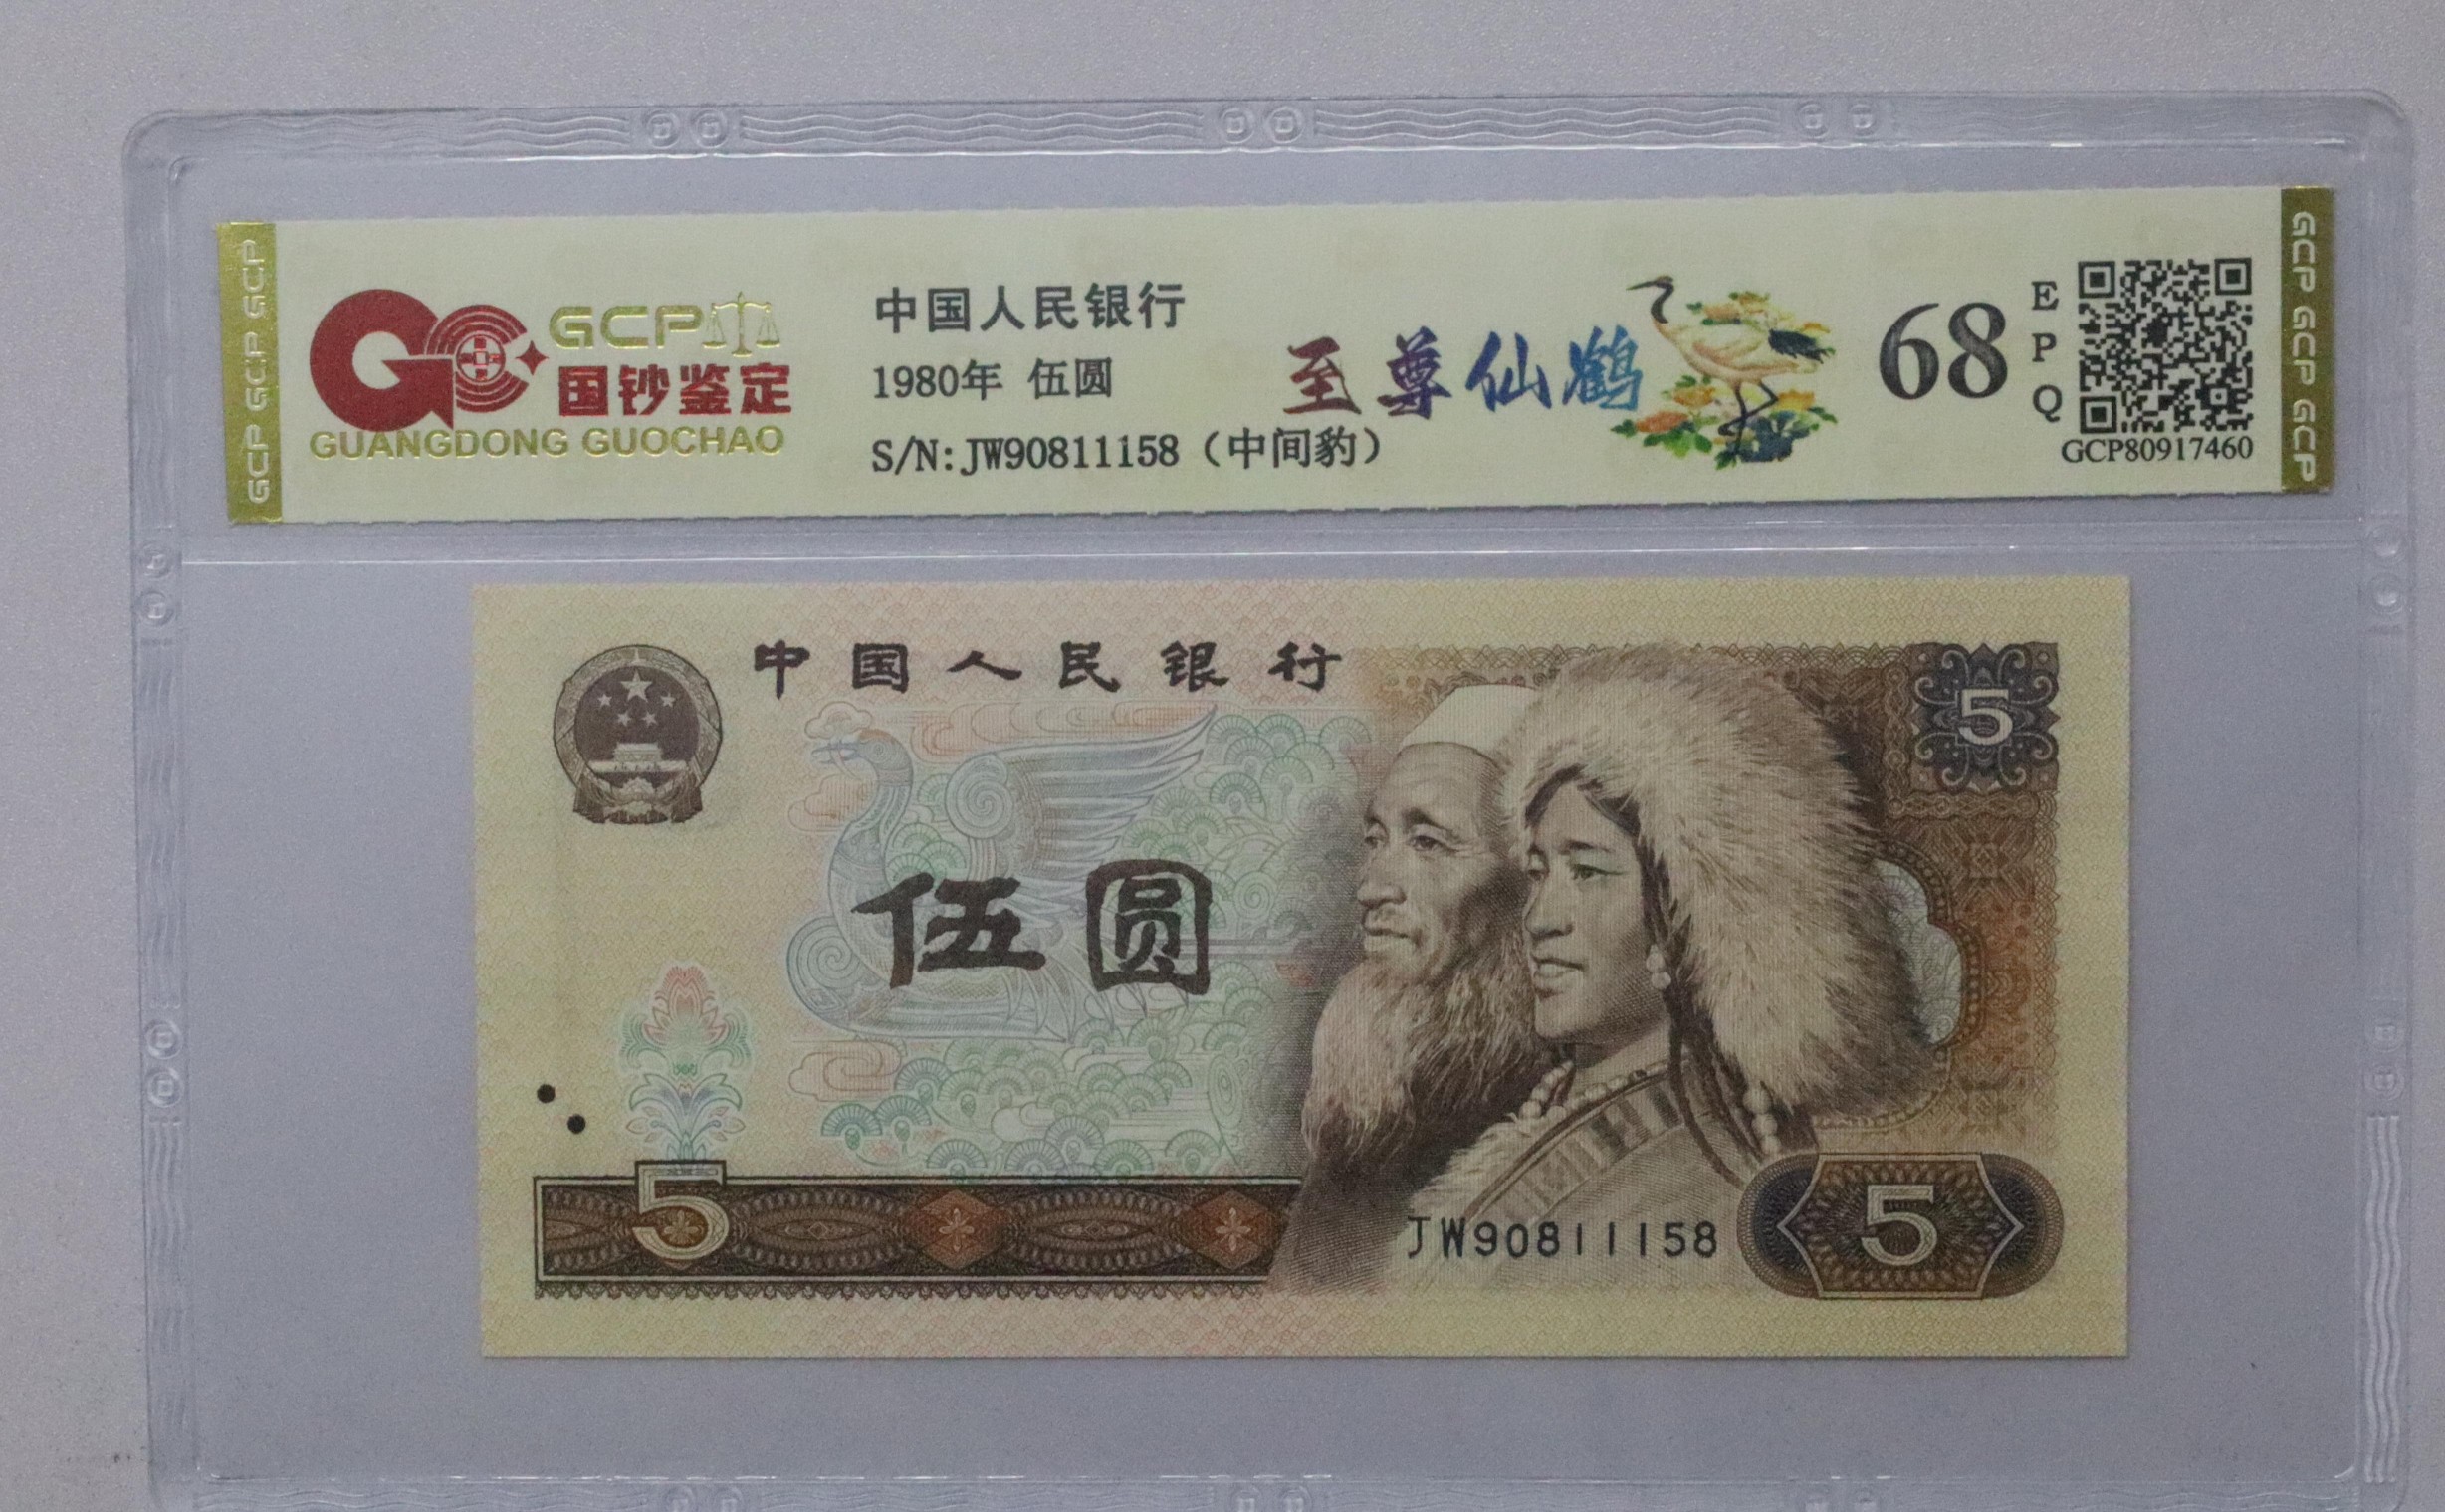 GCP GCP GCP
GCP
国钞鉴定
GUANGDONG GUOCHAO
中国人民银行
1980年 伍圆
S/N:JW90811158（中间豹）
至尊仙鹤
68
E
P
Q
GCP80917460
GCP GCP GCP
中国人民银行
5
伍圆
5
JW90811158
5